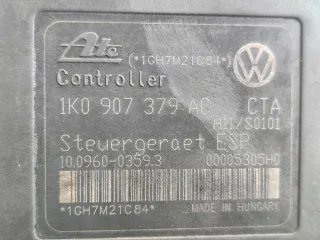 Ate (*1GH7M21C84*)
Controller
1K0 907 379 AC CTA
H11/S0101
Steuergeraet ESP
10.0960-0359.3 00005305H0
*1GH7M21C84* MADE IN HUNGARY